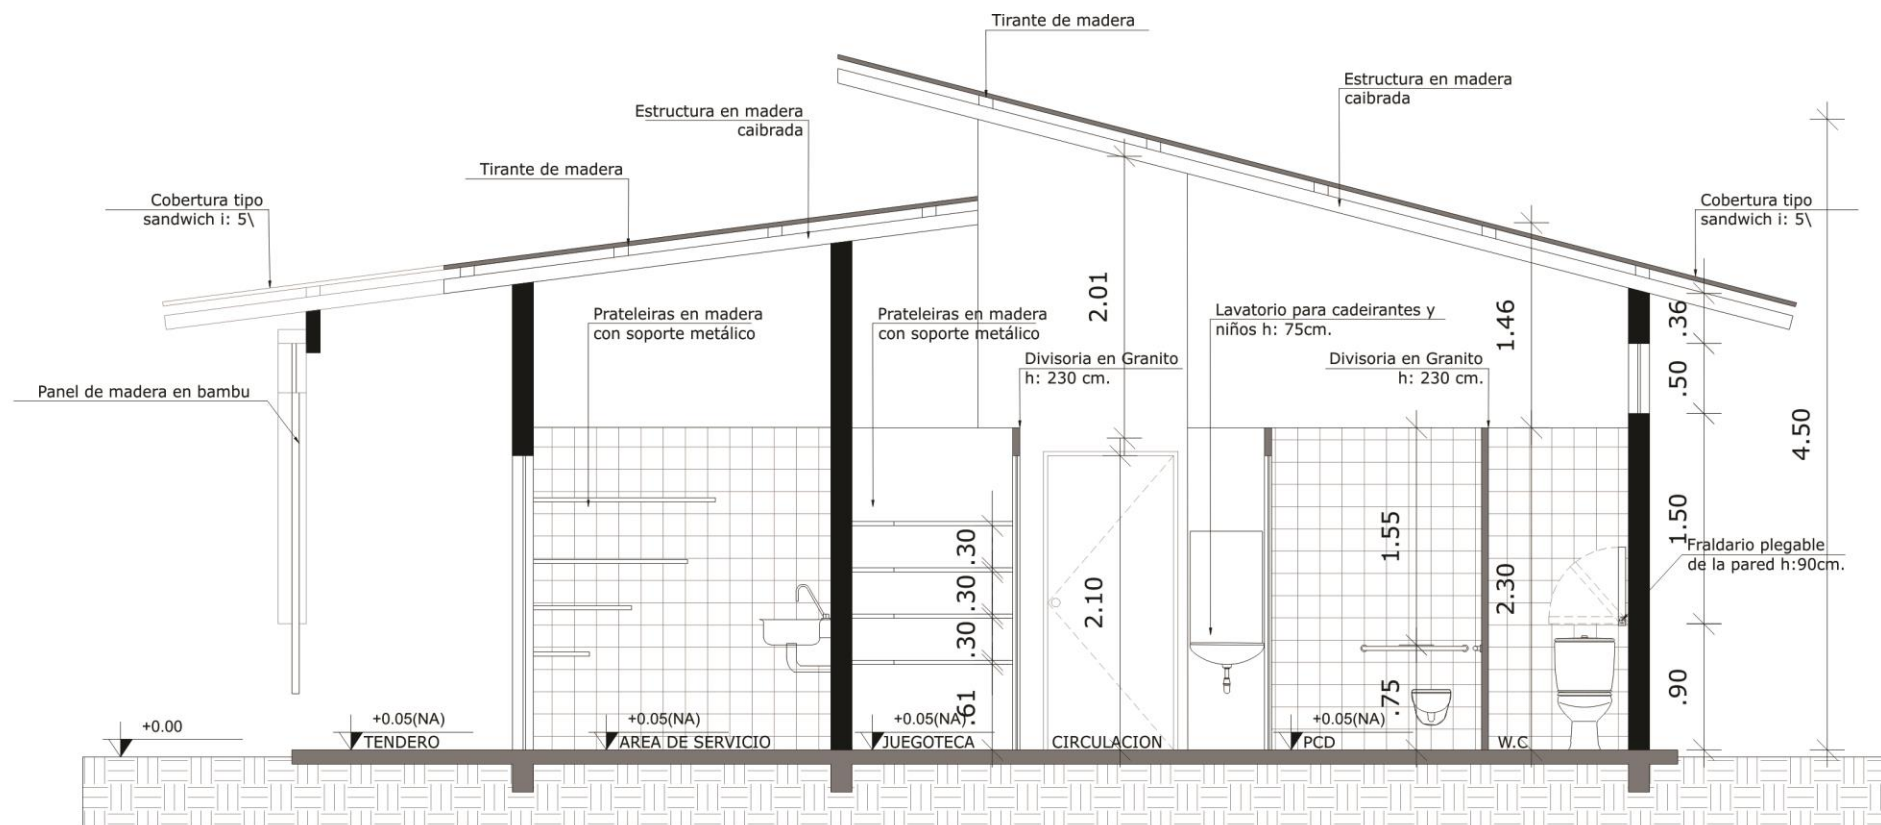 Tirante de madera
Estructura en madera
caibrada
Estructura en madera
caibrada
Tirante de madera
Cobertura tipo
sandwich i: 5\
Cobertura tipo
sandwich i: 5\
Prateleiras en madera
con soporte metálico
Prateleiras en madera
con soporte metálico
Lavatorio para cadeirantes y
niños h: 75cm.
Divisoria en Granito
h: 230 cm.
Divisoria en Granito
h: 230 cm.
Panel de madera en bambu
2.01
1.46
.36
.50
4.50
1.50
1.55
2.30
2.10
.30
.30
.30
.61
.75
.90
Fraldario plegable
de la pared h:90cm.
+0.00
+0.05(NA)
TENDERO
+0.05(NA)
AREA DE SERVICIO
+0.05(NA)
JUEGOTECA
CIRCULACION
+0.05(NA)
PCD
W.C